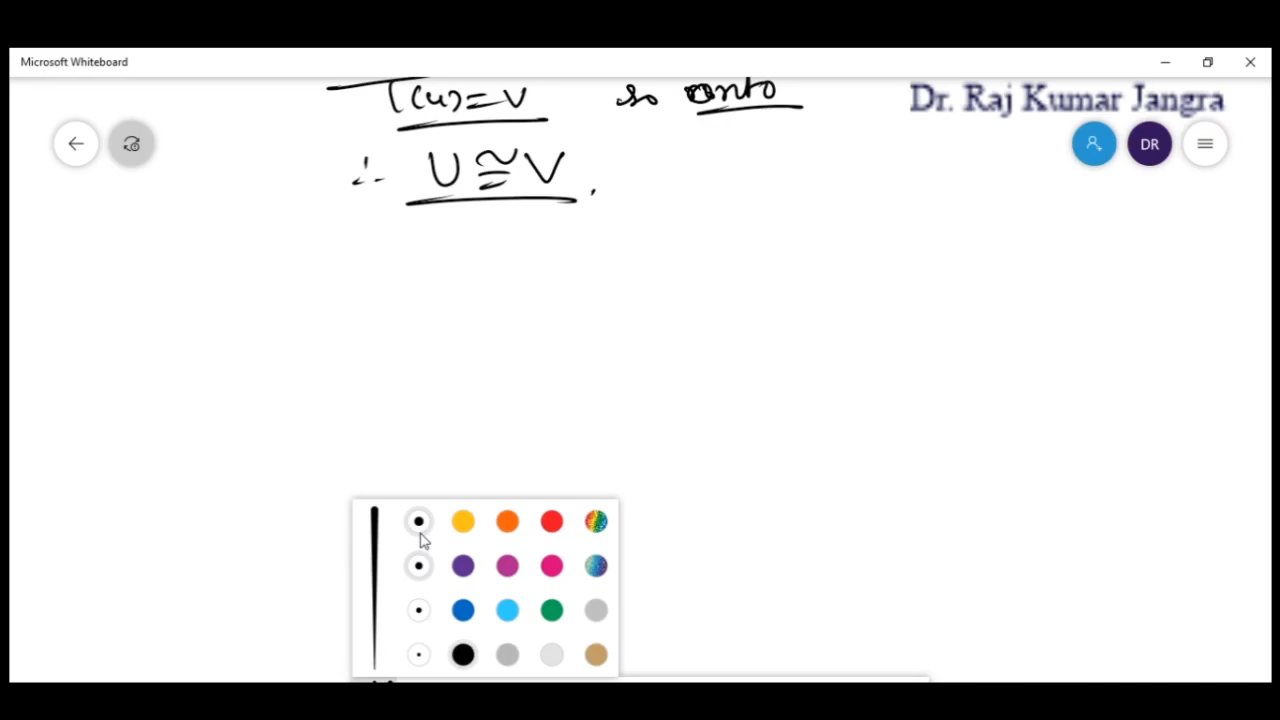 Microsoft Whiteboard
T(u)=v so onto
Dr. Raj Kumar Jangra
DR
∴ U ≅ V.